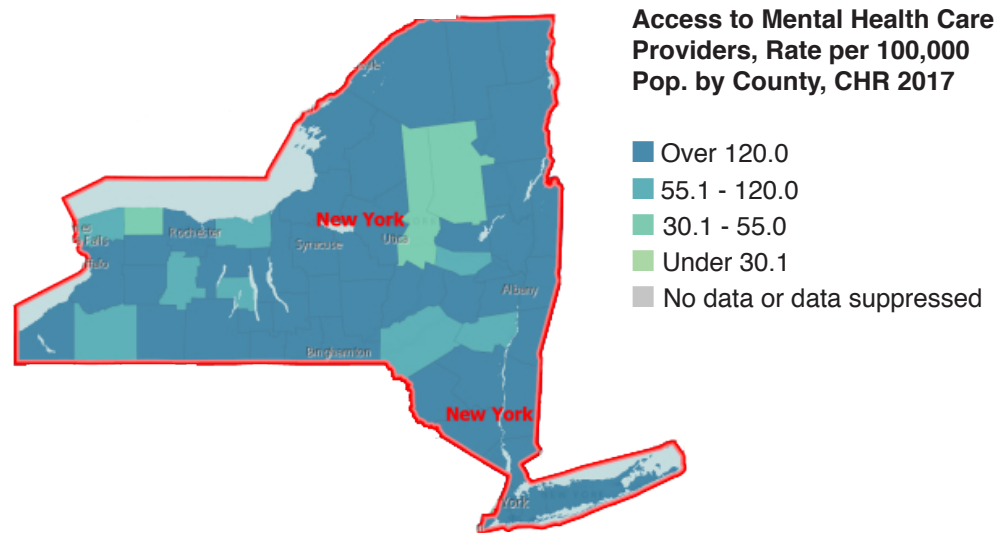 Access to Mental Health Care
Providers, Rate per 100,000
Pop. by County, CHR 2017
Over 120.0
55.1 - 120.0
30.1 - 55.0
Under 30.1
No data or data suppressed
New York
Rochester
Syracuse
Utica
Albany
Binghamton
New York
York